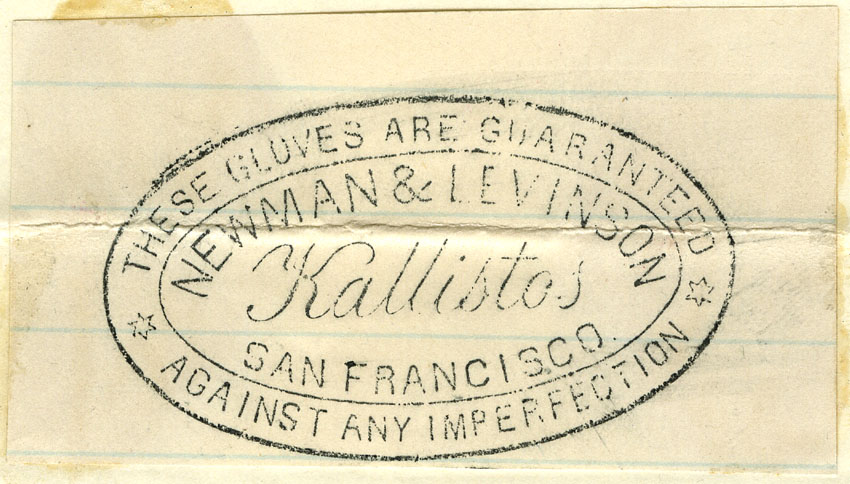 THESE GLOVES ARE GUARANTEED
NEWMAN & LEVINSON
Kallistos
SAN FRANCISCO.
AGAINST ANY IMPERFECTION